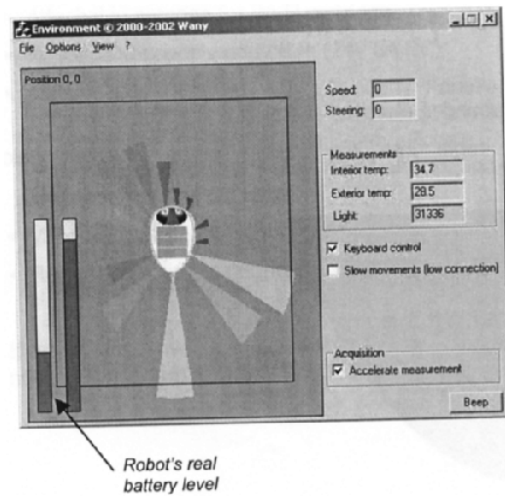 Environment © 2000-2002 Wany
File Options View ?
Position 0, 0
Speed: 0
Steering: 0
Measurements
Interior temp: 34.7
Exterior temp: 29.5
Light: 31336
Keyboard control
Slow movements (low connection)
Acquisition
Accelerate measurement
Beep
Robot's real
battery level